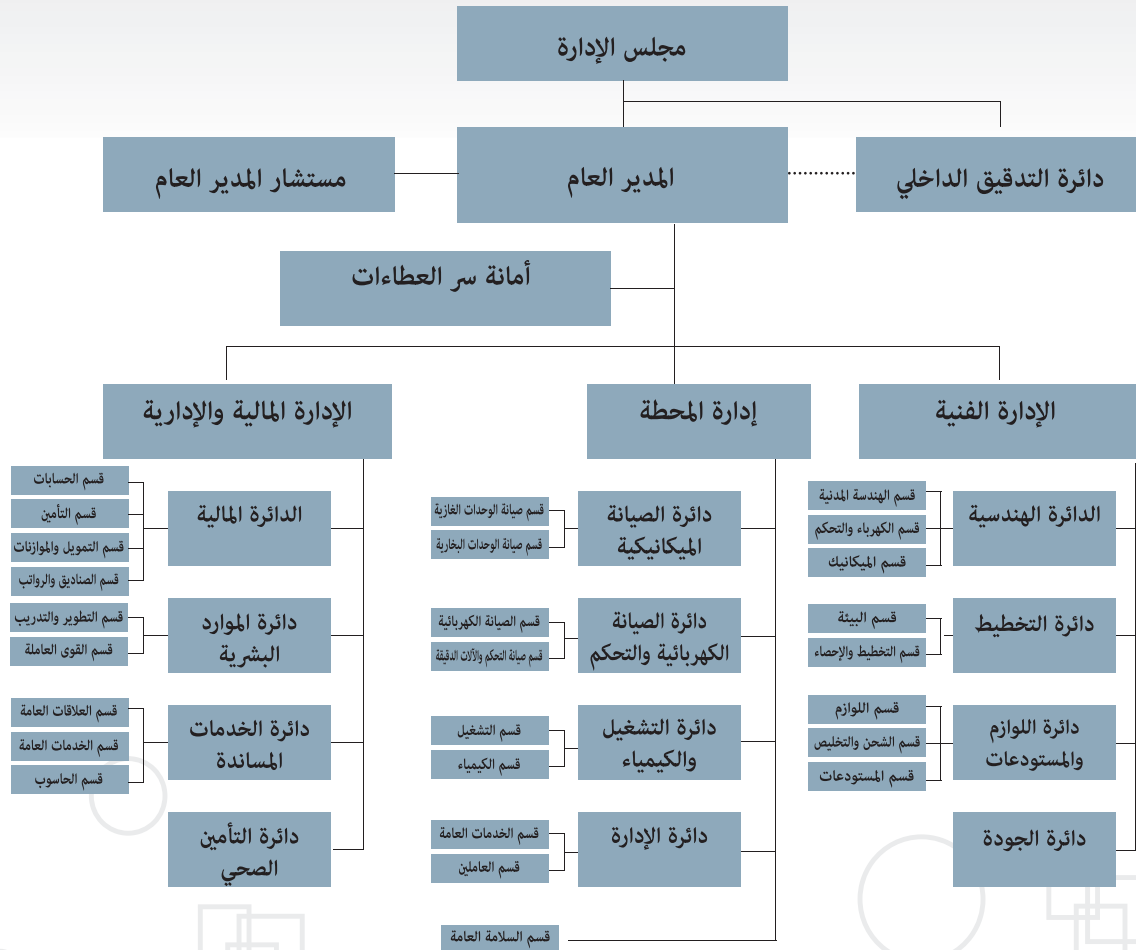 مجلس الإدارة
دائرة التدقيق الداخلي
المدير العام
مستشار المدير العام
أمانة سر العطاءات
الإدارة الفنية
الدائرة الهندسية
قسم الهندسة المدنية
قسم الكهرباء والتحكم
قسم الميكانيك
دائرة التخطيط
قسم البيئة
قسم التخطيط والإحصاء
دائرة اللوازم
والمستودعات
قسم اللوازم
قسم الشحن والتخليص
قسم المستودعات
دائرة الجودة
إدارة المحطة
دائرة الصيانة
الميكانيكية
قسم صيانة الوحدات الغازية
قسم صيانة الوحدات البخارية
دائرة الصيانة
الكهربائية والتحكم
قسم الصيانة الكهربائية
قسم صيانة التحكم والآلات الدقيقة
دائرة التشغيل
والكيمياء
قسم التشغيل
قسم الكيمياء
دائرة الإدارة
قسم الخدمات العامة
قسم العاملين
قسم السلامة العامة
الإدارة المالية والإدارية
الدائرة المالية
قسم الحسابات
قسم التأمين
قسم التمويل والموازنات
قسم الصناديق والرواتب
دائرة الموارد
البشرية
قسم التطوير والتدريب
قسم القوى العاملة
دائرة الخدمات
المساندة
قسم العلاقات العامة
قسم الخدمات العامة
قسم الحاسوب
دائرة التأمين
الصحي